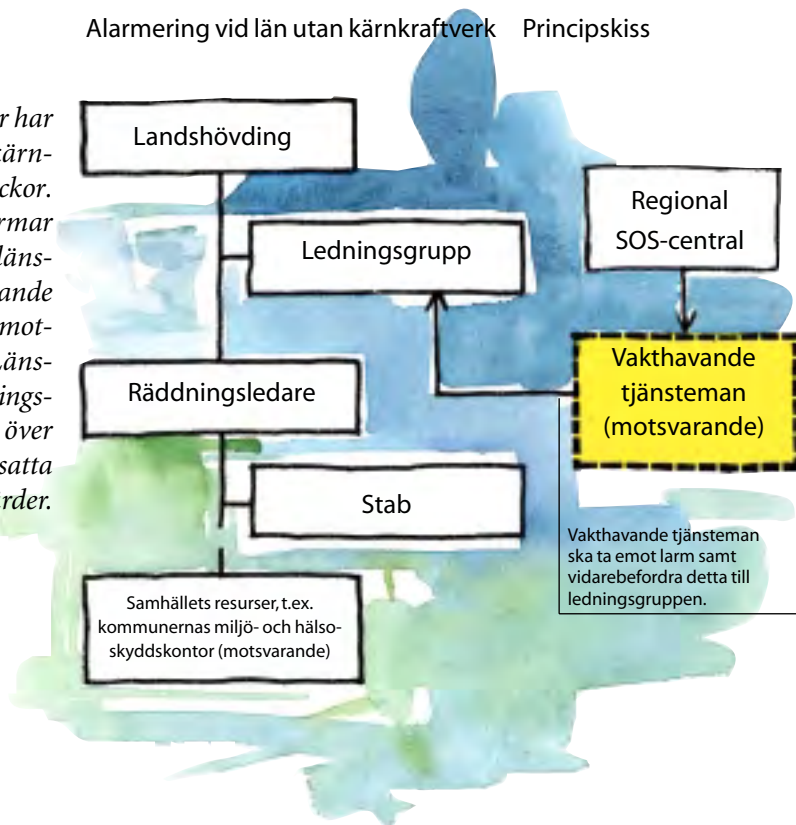 Alarmering vid län utan kärnkraftverk Principskiss
r har
kärn-
ckor.
rmar
läns-
ande
mot-
äns-
ings-
över
satta
rder.
Landshövding
Ledningsgrupp
Regional
SOS-central
Räddningsledare
Vakthavande
tjänsteman
(motsvarande)
Stab
Vakthavande tjänsteman
ska ta emot larm samt
vidarebefordra detta till
ledningsgruppen.
Samhällets resurser, t.ex.
kommunernas miljö- och hälso-
skyddskontor (motsvarande)